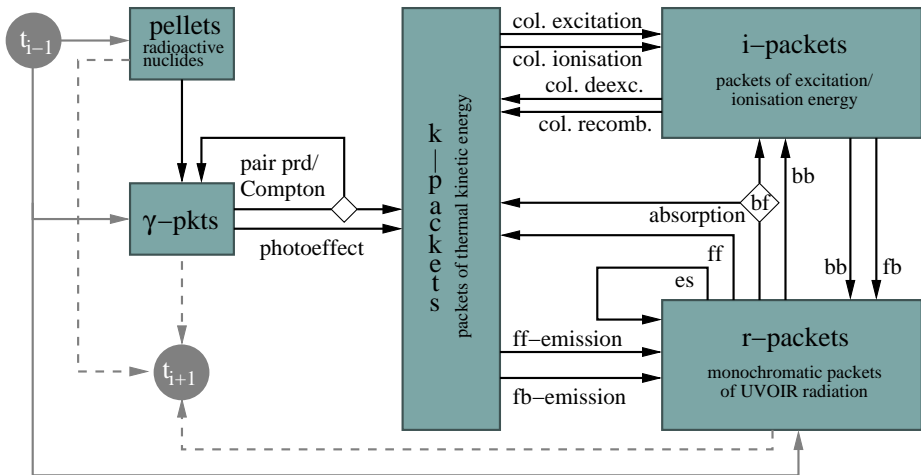 t_{i−1}
pellets
radioactive
nuclides
pair prd/
Compton
γ−pkts
photoeffect
t_{i+1}
k−packets
packets of thermal kinetic energy
col. excitation
col. ionisation
col. deexc.
col. recomb.
i−packets
packets of excitation/
ionisation energy
bb
bf
absorption
ff
es
bb
fb
ff−emission
fb−emission
r−packets
monochromatic packets
of UVOIR radiation